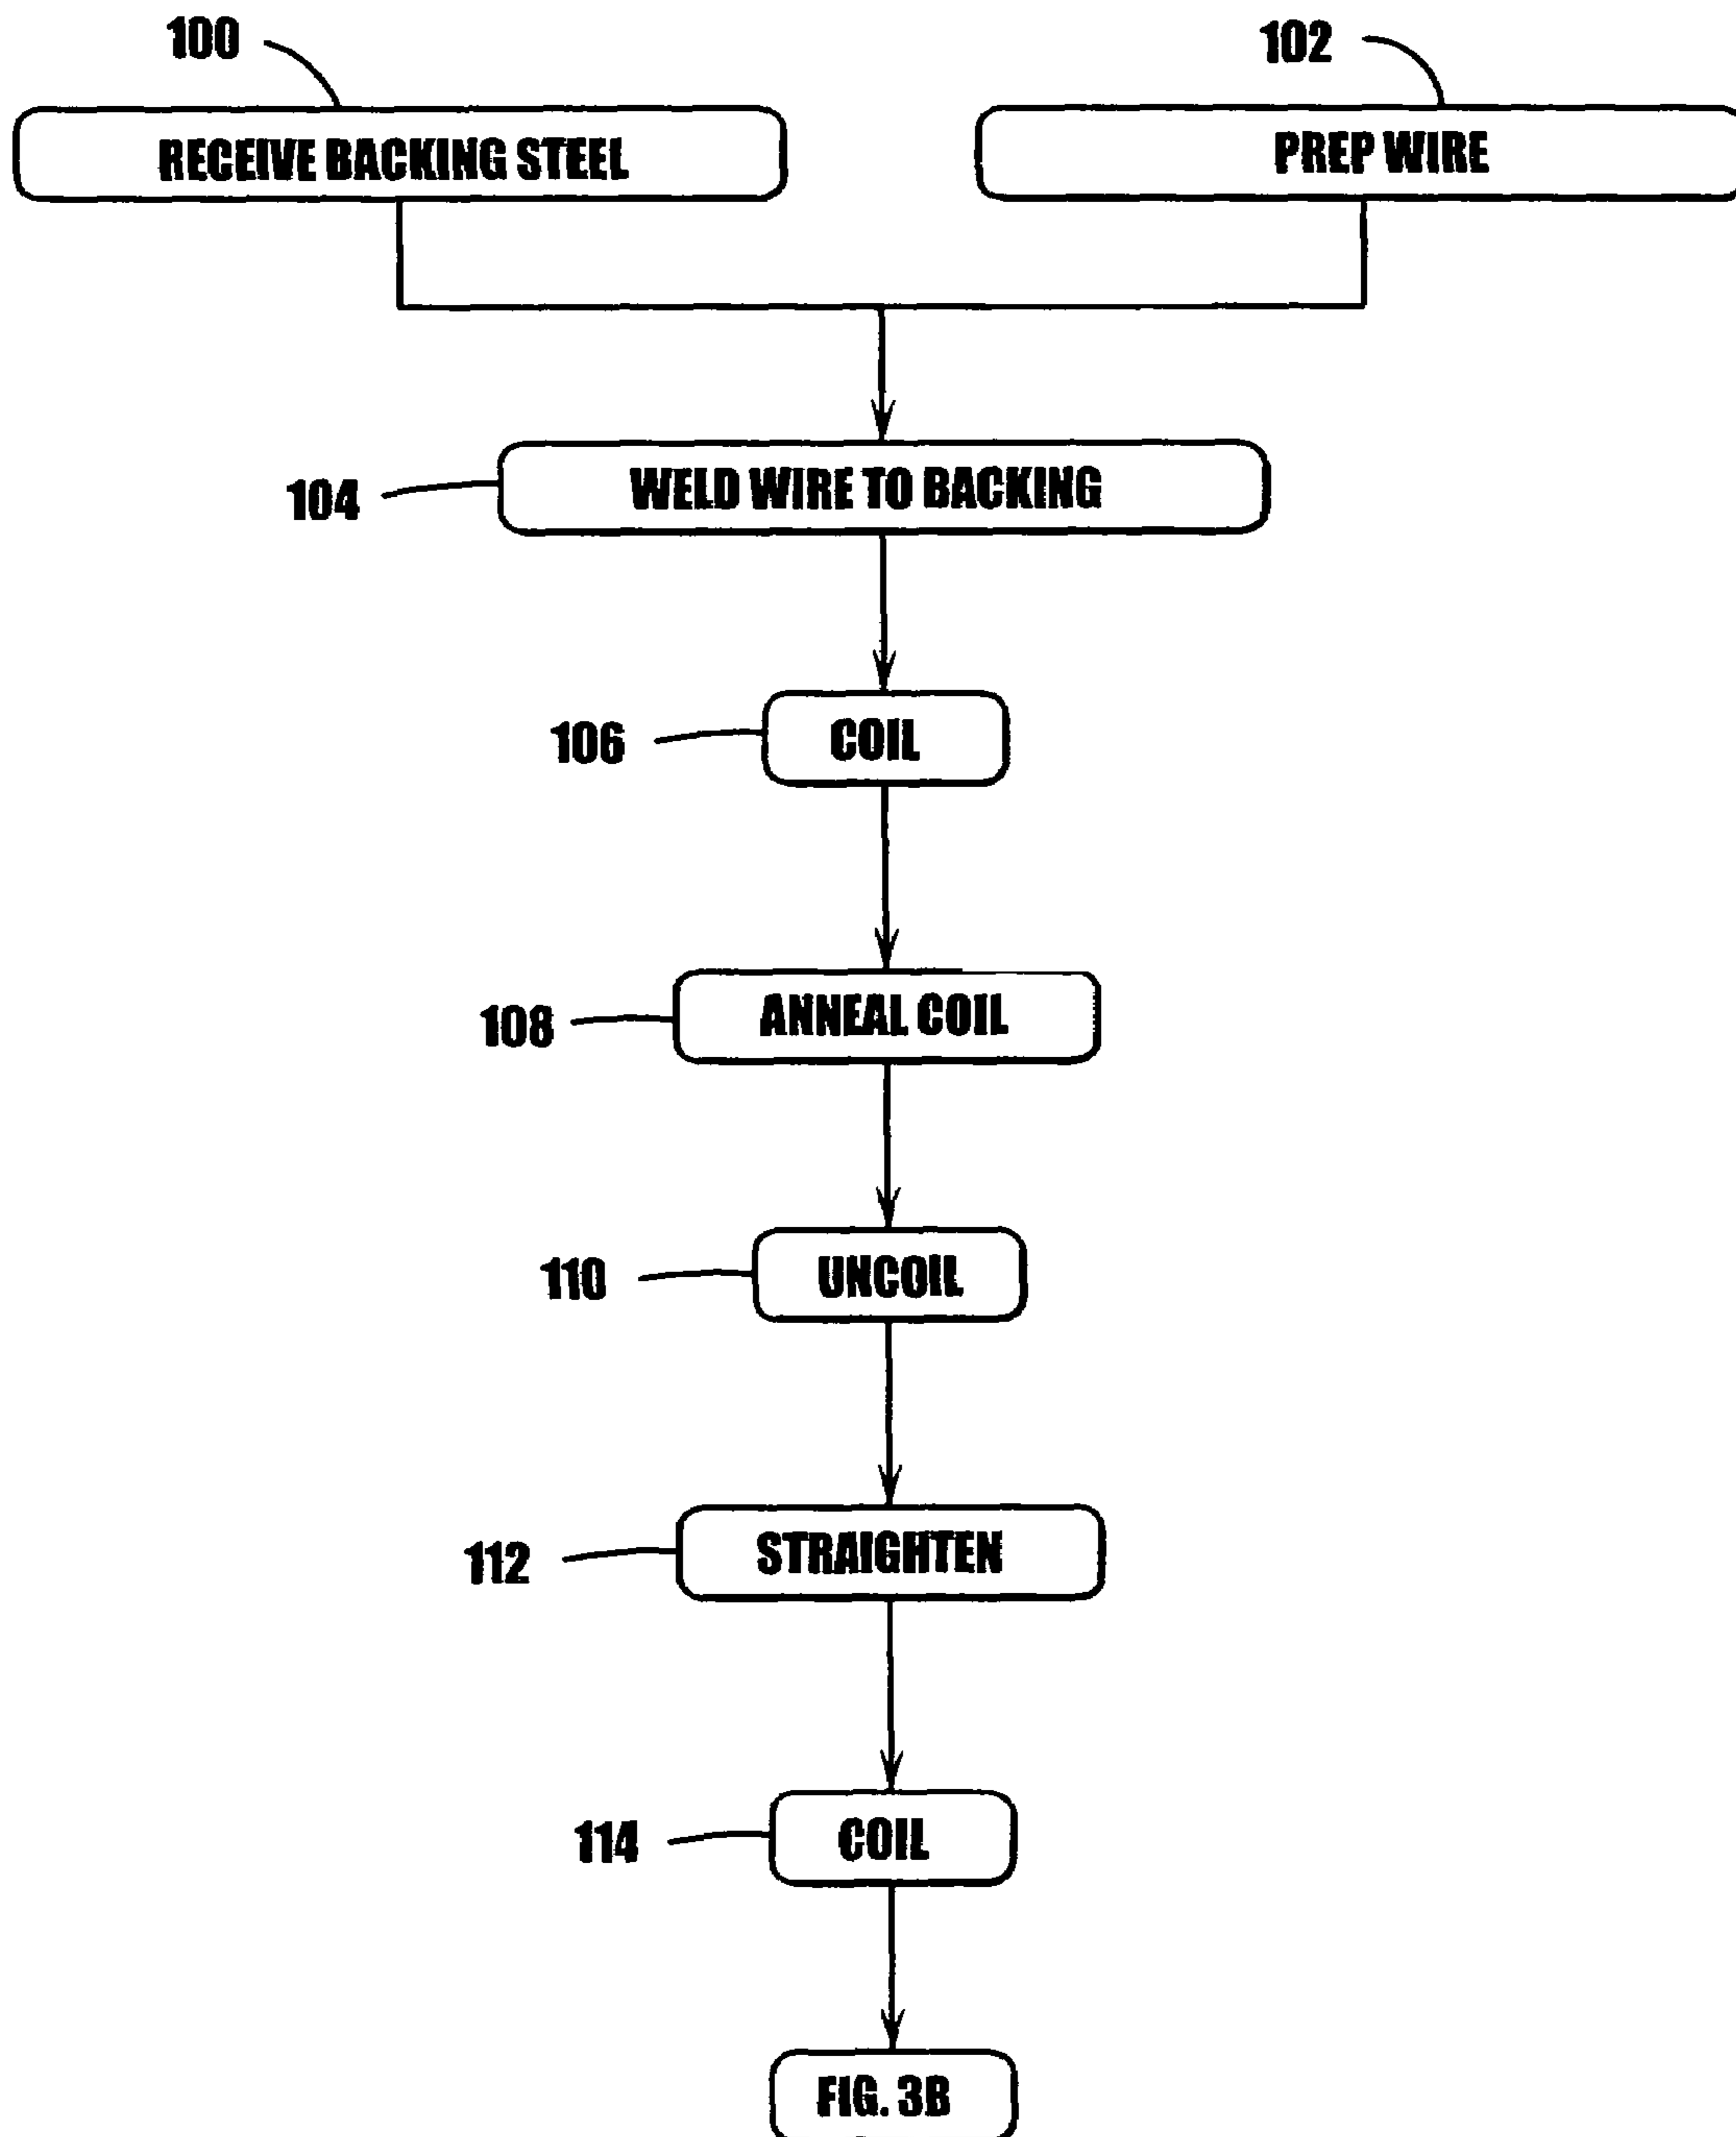 100
102
RECEIVE BACKING STEEL
PREP WIRE
104
WELD WIRE TO BACKING
106
COIL
108
ANNEAL COIL
110
UNCOIL
112
STRAIGHTEN
114
COIL
FIG. 3B